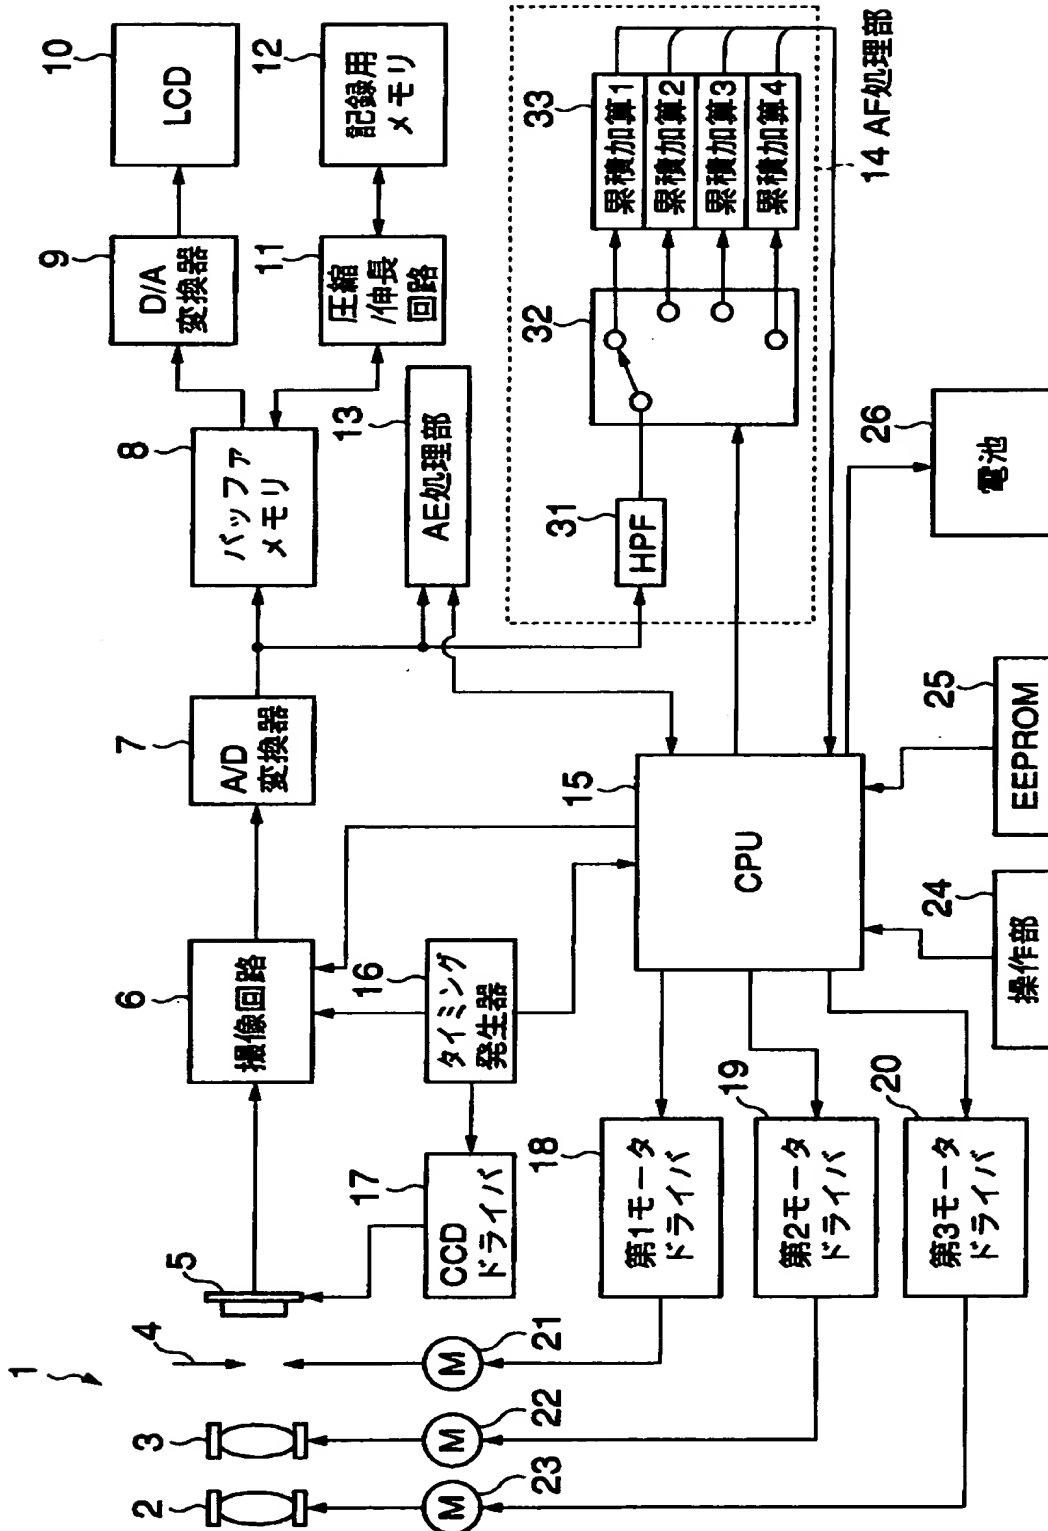 1
2
3
4
5
6
撮像回路
7
A/D
変換器
8
バッファ
メモリ
9
D/A
変換器
10
LCD
11
圧縮
/伸長
回路
12
記録用
メモリ
13
AE処理部
14 AF処理部
31
HPF
32
33
累積加算1
累積加算2
累積加算3
累積加算4
15
CPU
16
タイミング
発生器
17
CCD
ドライバ
18
第1モータ
ドライバ
19
第2モータ
ドライバ
20
第3モータ
ドライバ
M
21
M
22
M
23
24
操作部
25
EEPROM
26
電池